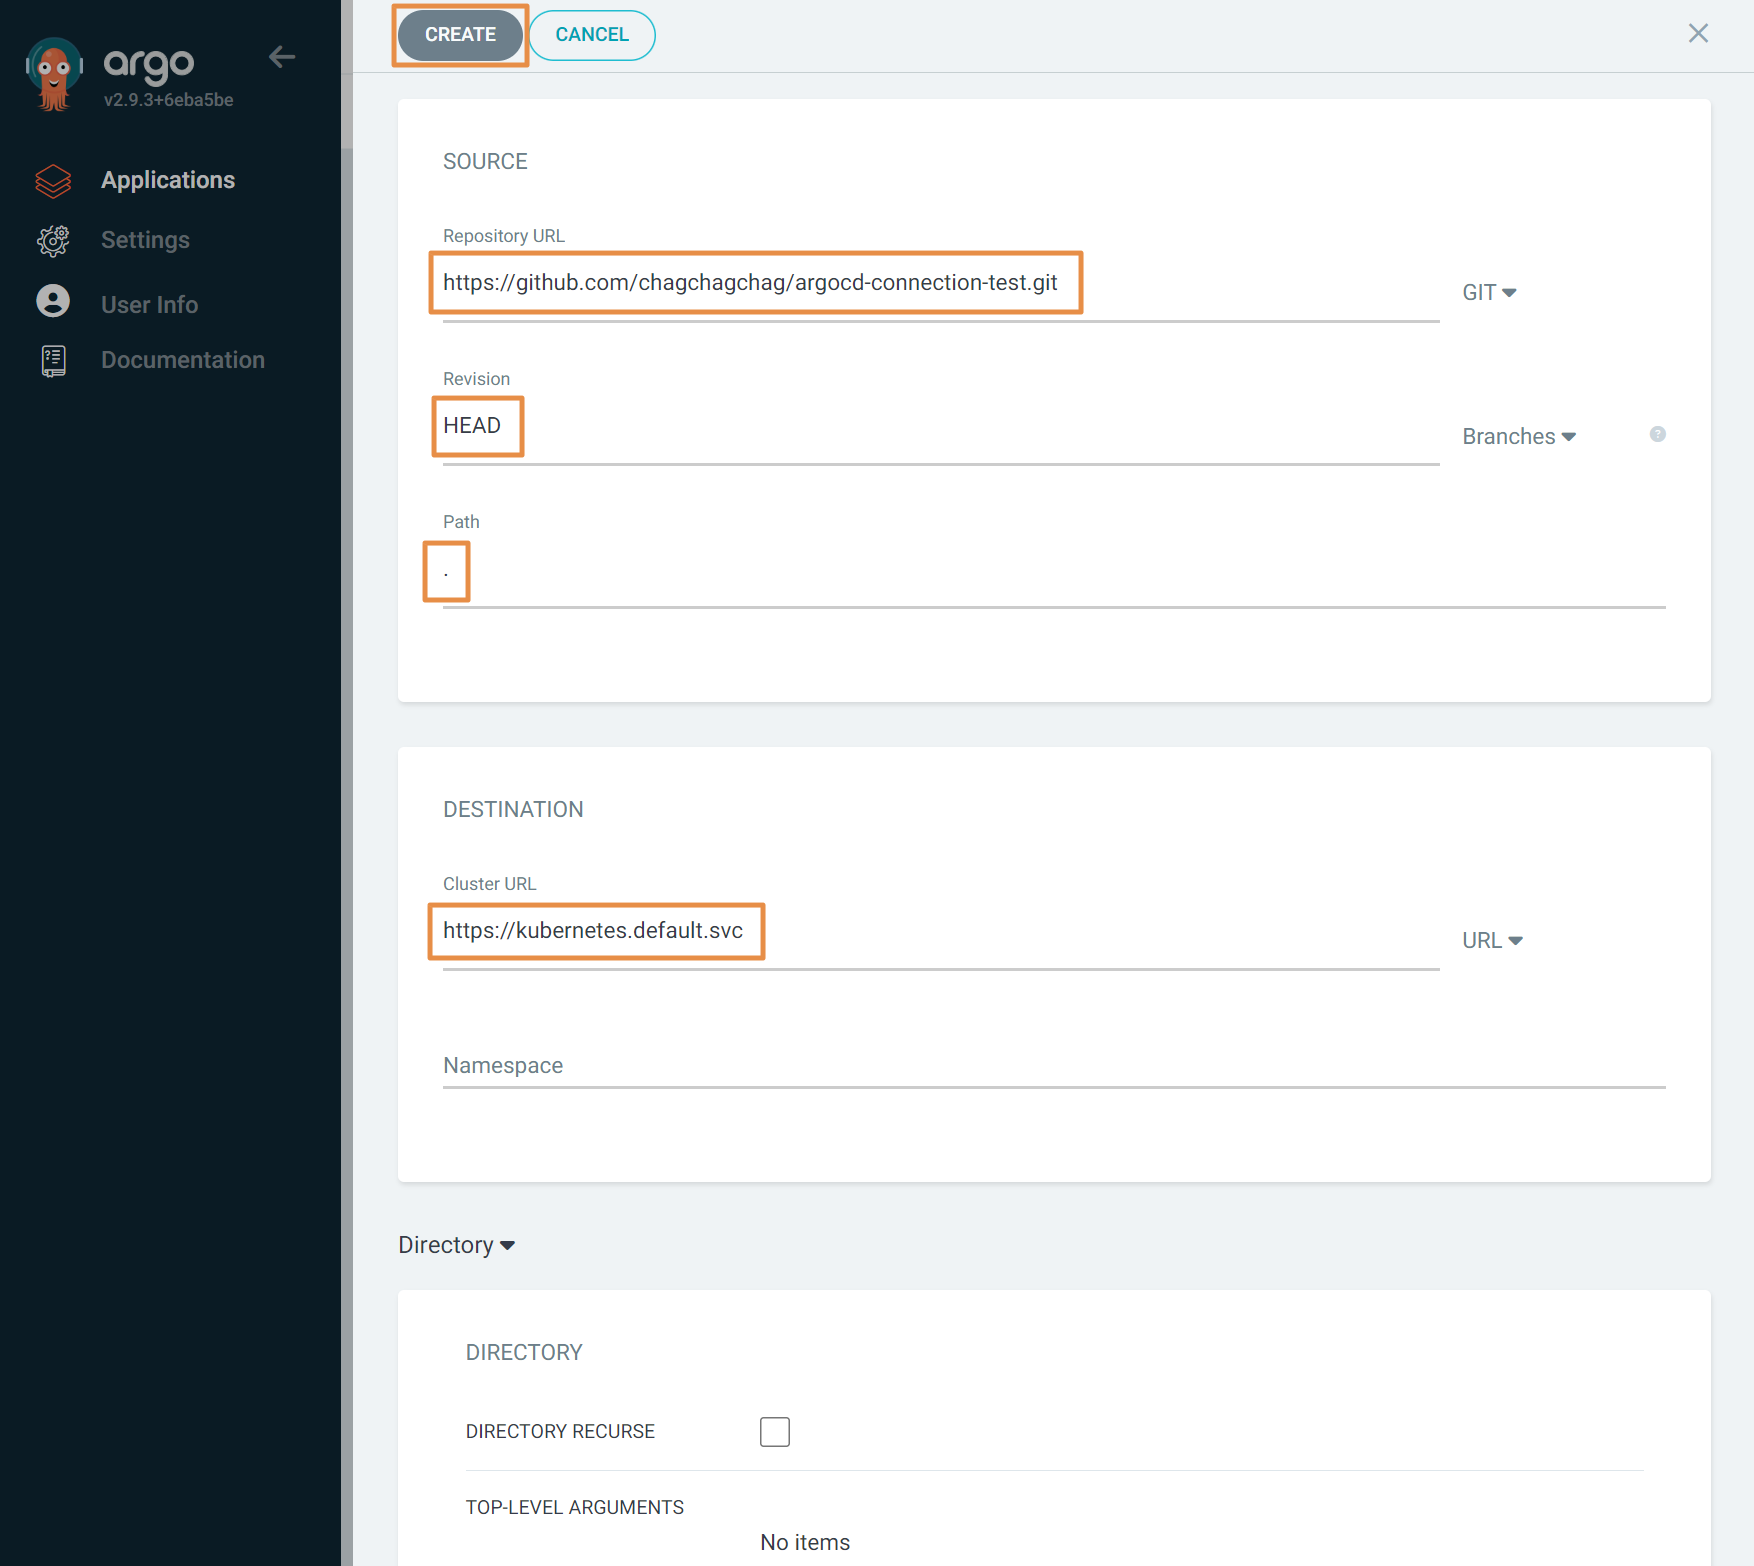 argo
v2.9.3+6eba5be
Applications
Settings
User Info
Documentation
CREATE
CANCEL
SOURCE
Repository URL
https://github.com/chagchagchag/argocd-connection-test.git
GIT
Revision
HEAD
Branches
?
Path
.
DESTINATION
Cluster URL
https://kubernetes.default.svc
URL
Namespace
Directory
DIRECTORY
DIRECTORY RECURSE
TOP-LEVEL ARGUMENTS
No items